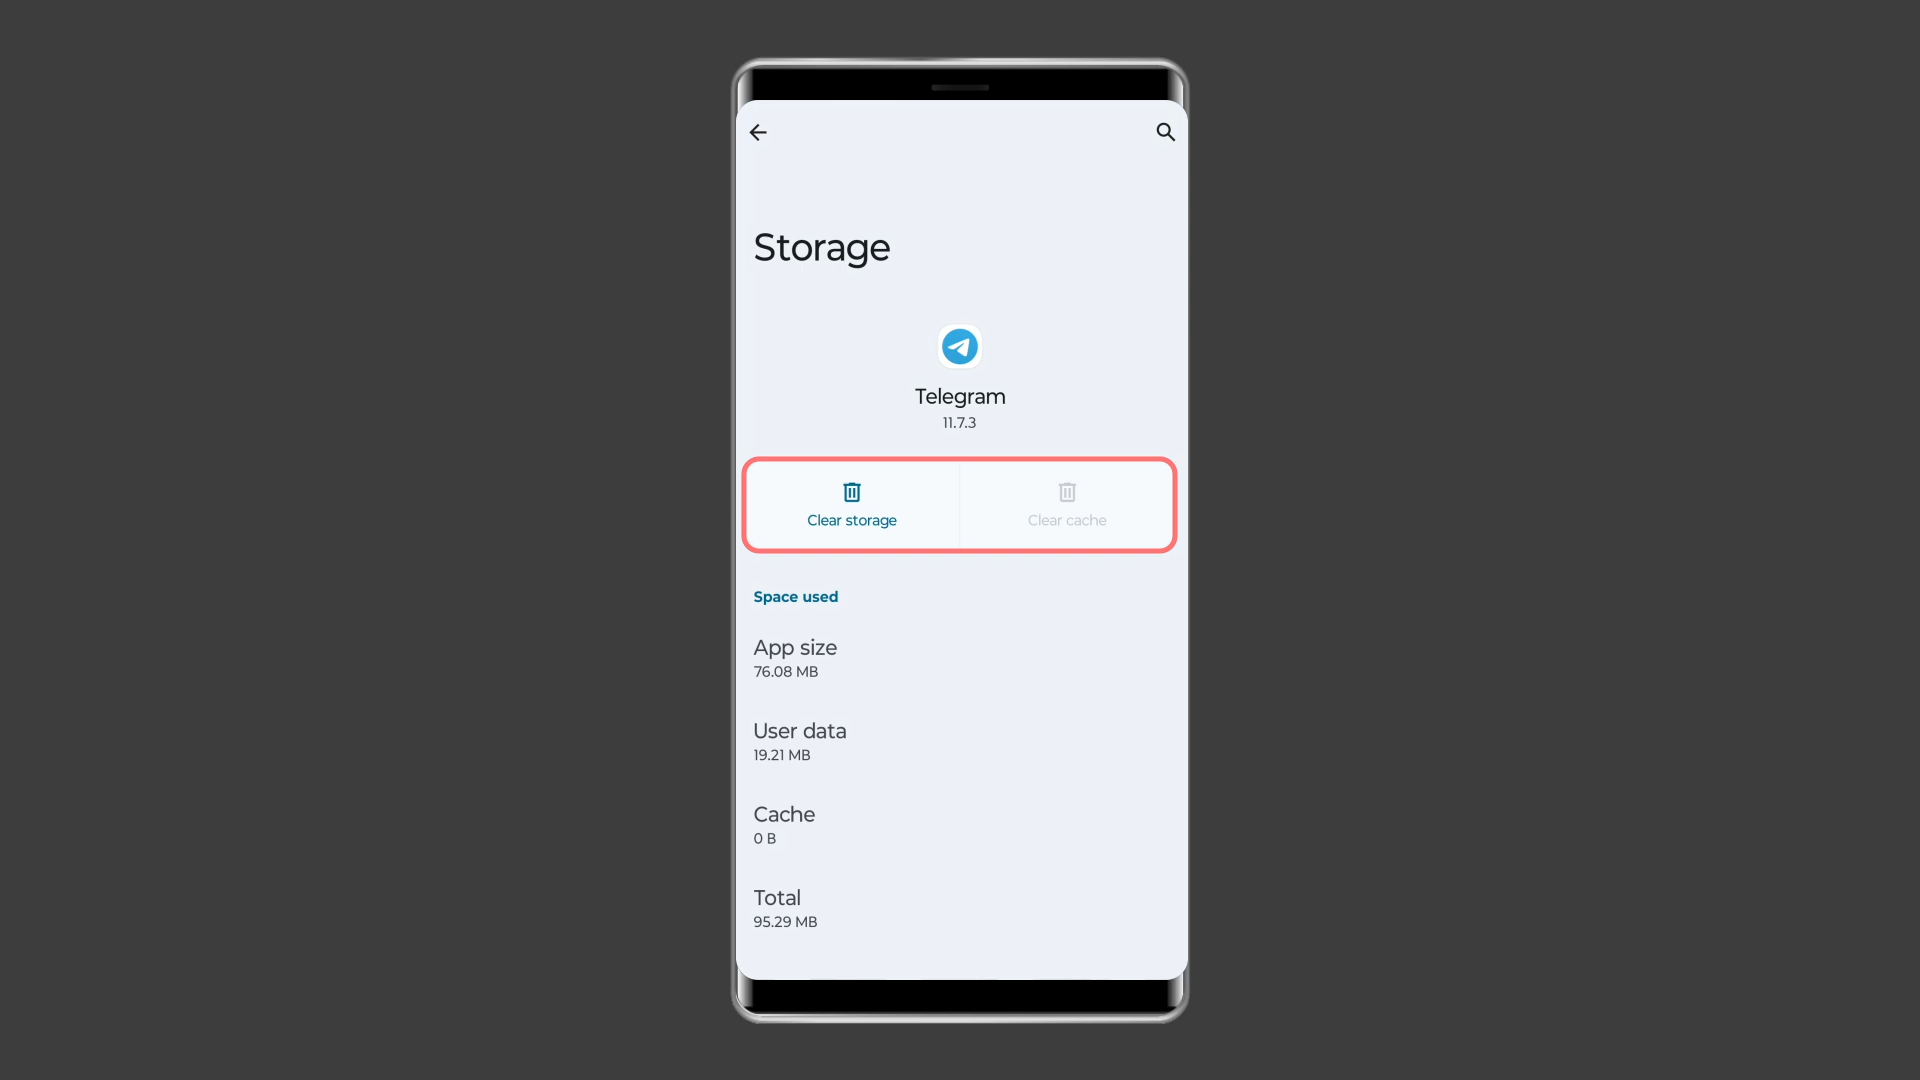 Storage
Telegram
11.7.3
Clear storage
Clear cache
Space used
App size
76.08 MB
User data
19.21 MB
Cache
0 B
Total
95.29 MB